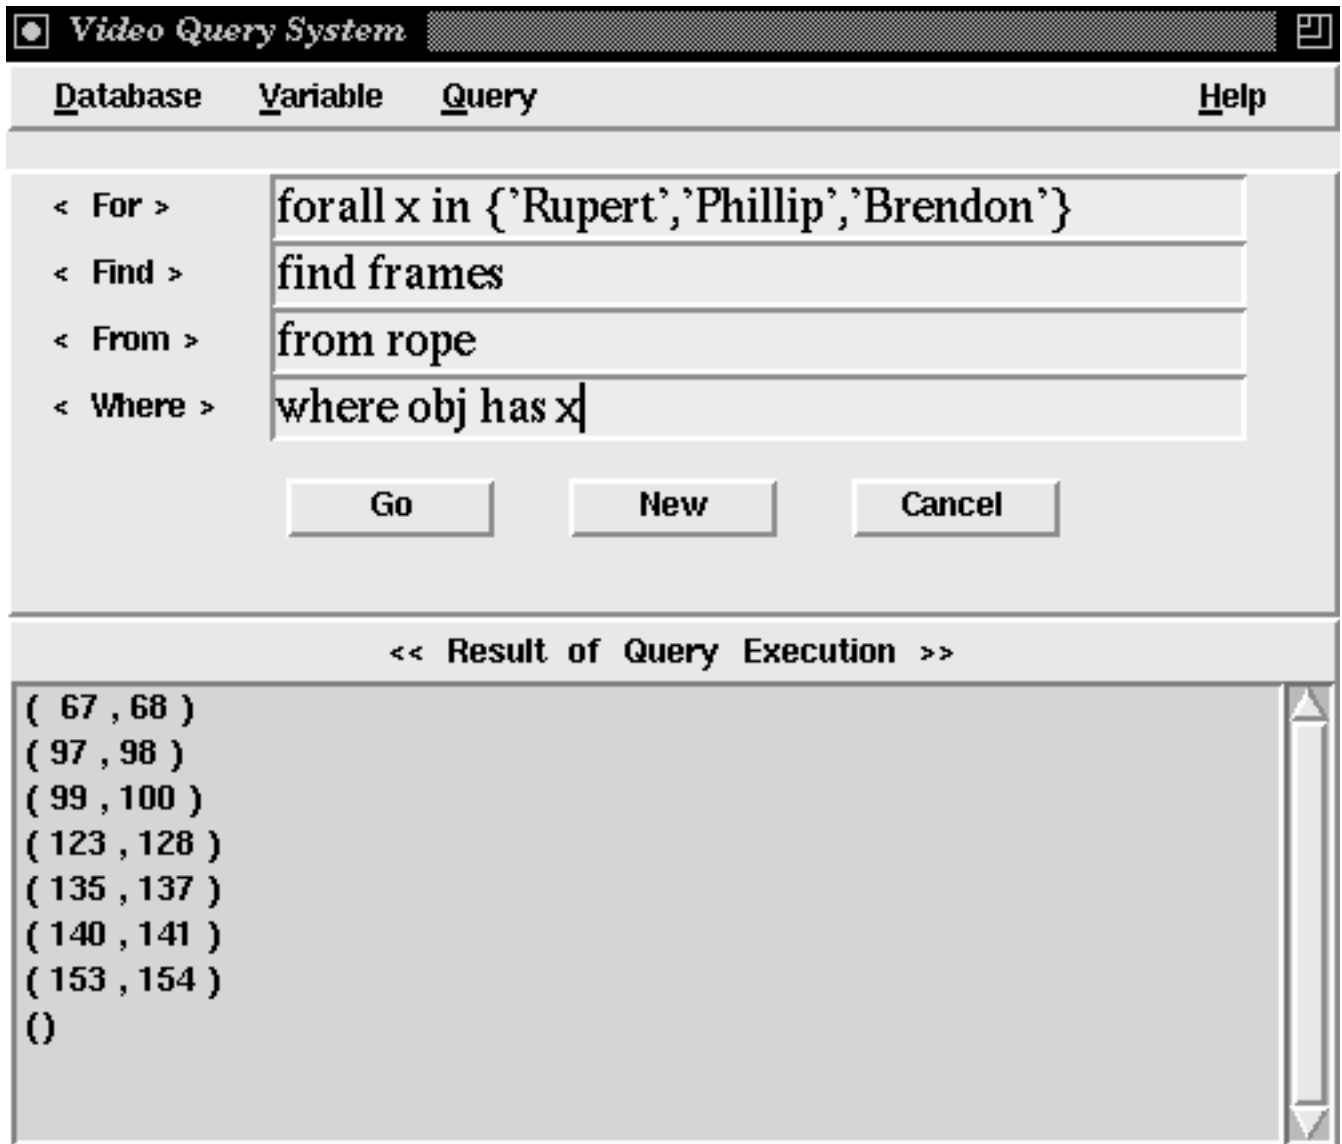 Video Query System
Database Variable Query Help
< For > forall x in {’Rupert’,’Phillip’,’Brendon’}
< Find > find frames
< From > from rope
< Where > where obj has x
Go New Cancel
<< Result of Query Execution >>
( 67 , 68 )
( 97 , 98 )
( 99 , 100 )
( 123 , 128 )
( 135 , 137 )
( 140 , 141 )
( 153 , 154 )
()